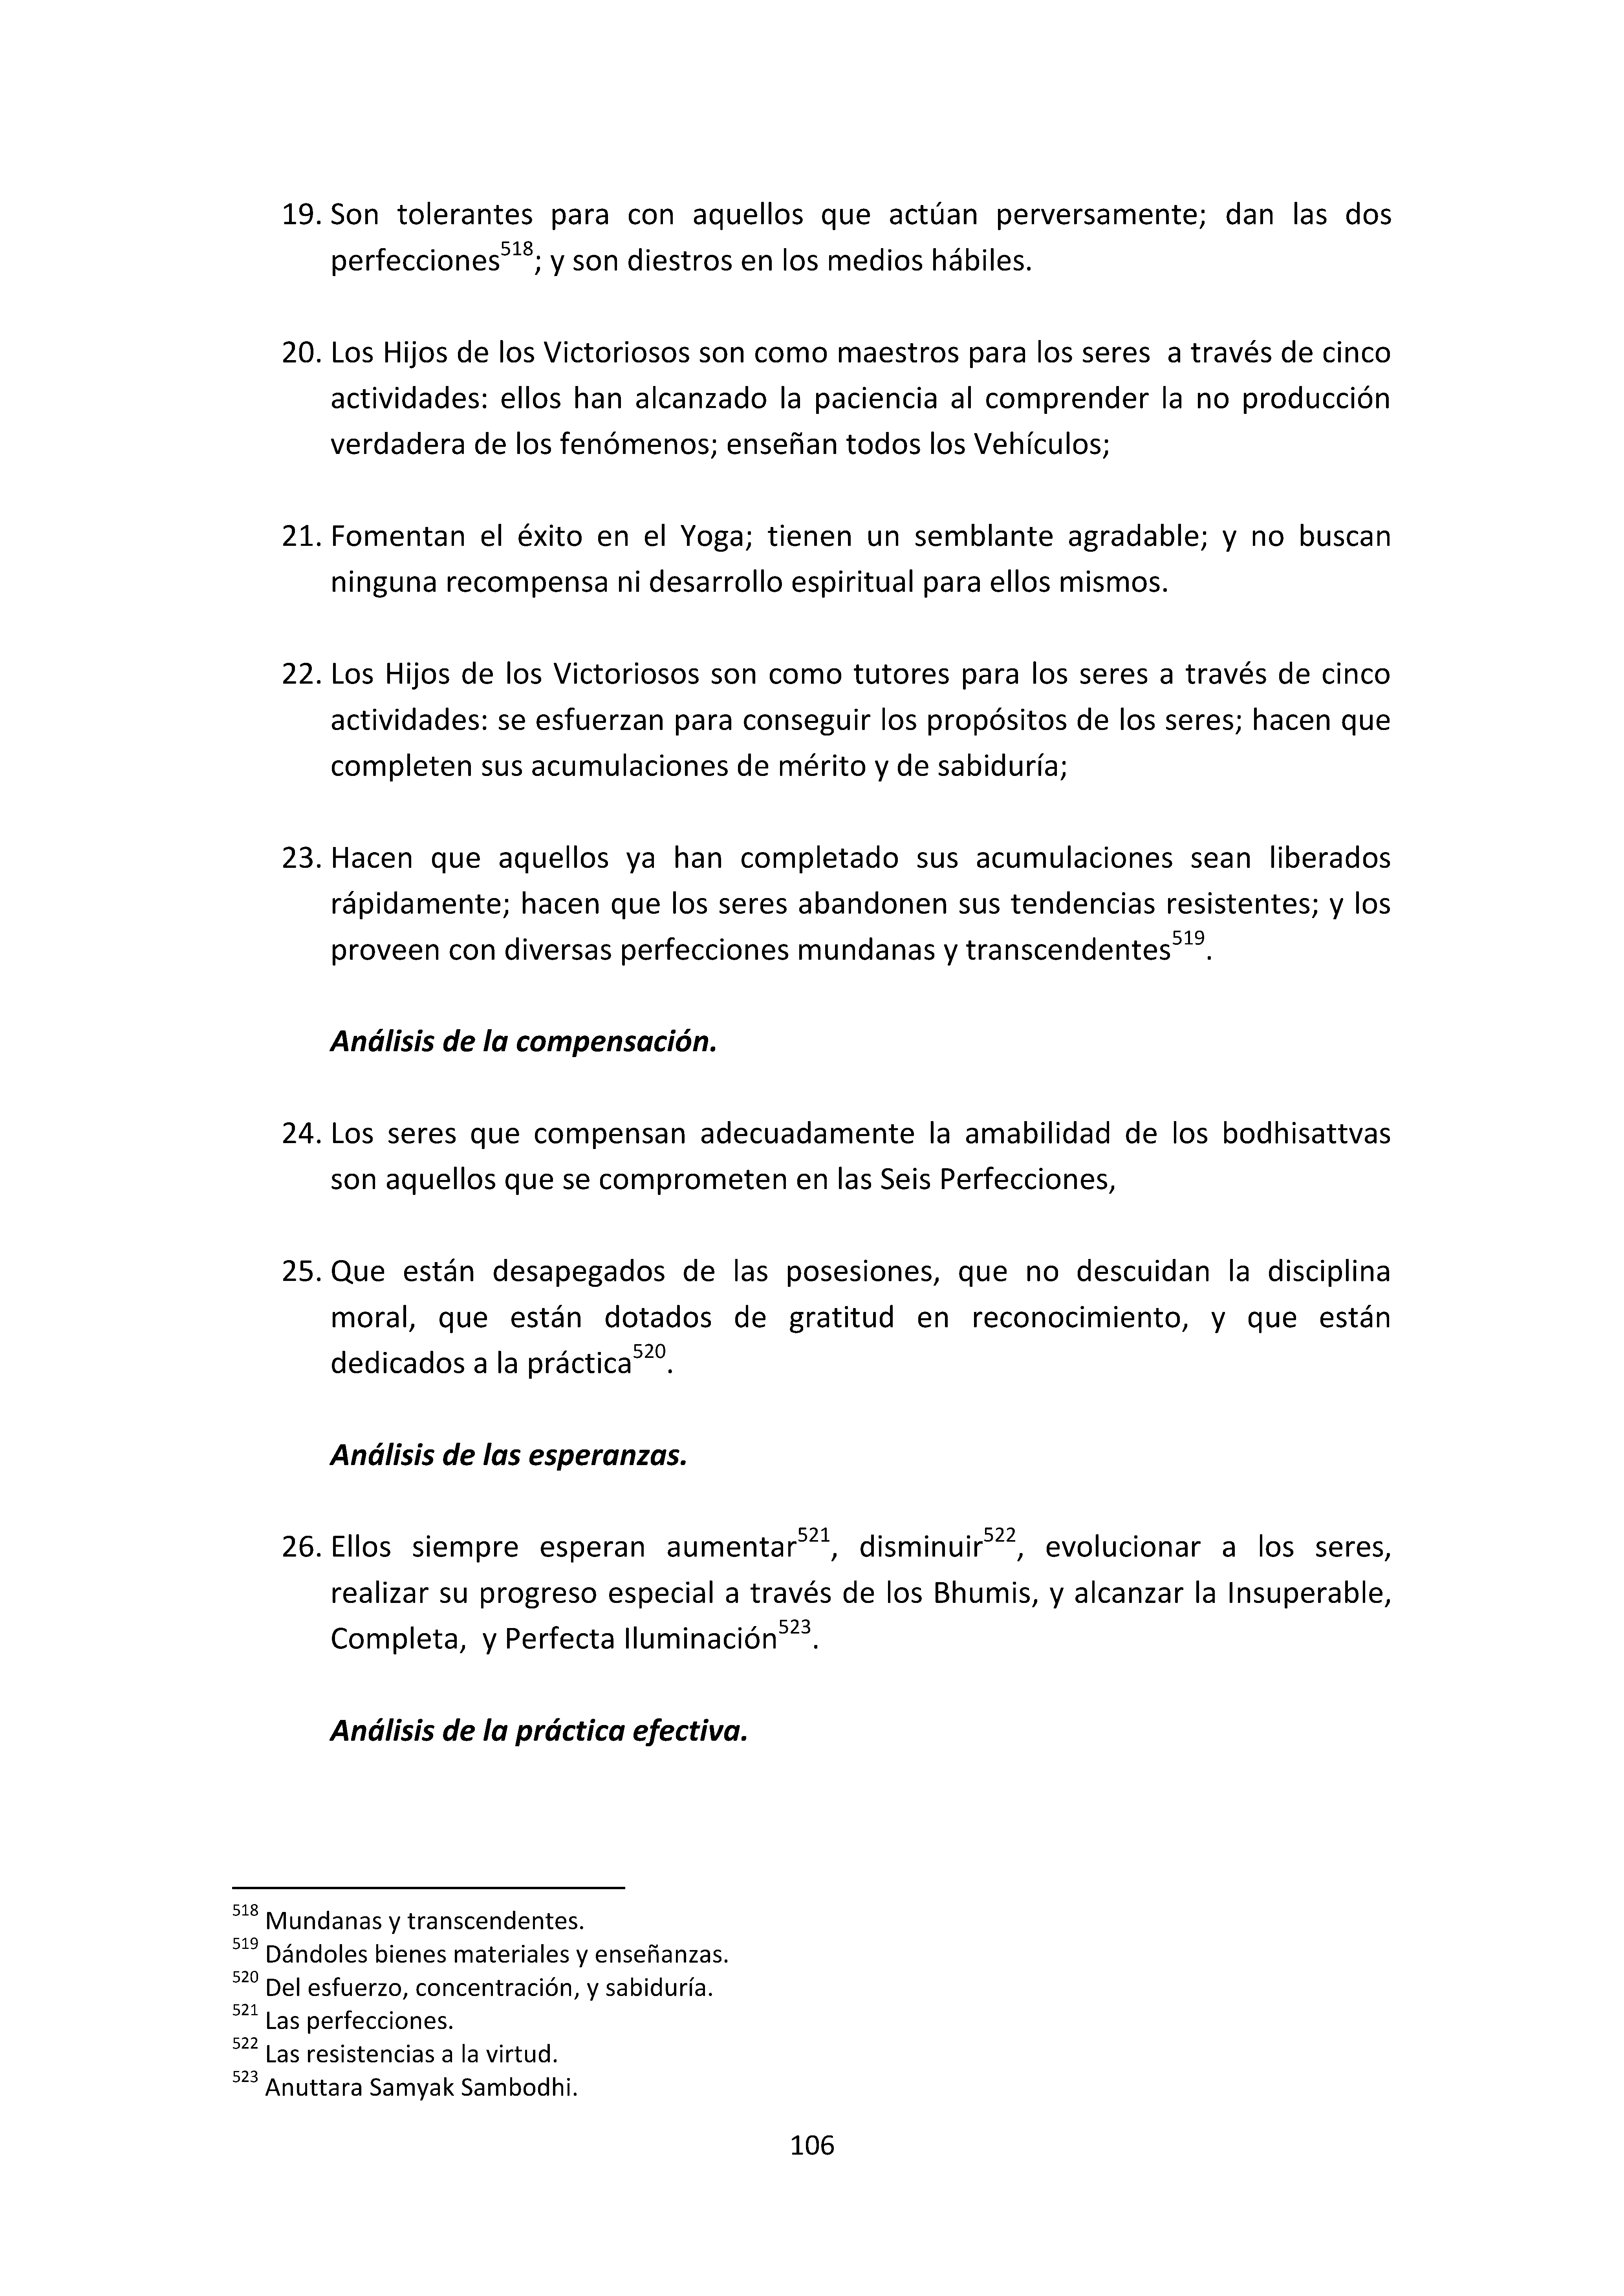 19. Son tolerantes para con aquellos que actúan perversamente; dan las dos
perfecciones518; y son diestros en los medios hábiles.
20. Los Hijos de los Victoriosos son como maestros para los seres a través de cinco
actividades: ellos han alcanzado la paciencia al comprender la no producción
verdadera de los fenómenos; enseñan todos los Vehículos;
21. Fomentan el éxito en el Yoga; tienen un semblante agradable; y no buscan
ninguna recompensa ni desarrollo espiritual para ellos mismos.
22. Los Hijos de los Victoriosos son como tutores para los seres a través de cinco
actividades: se esfuerzan para conseguir los propósitos de los seres; hacen que
completen sus acumulaciones de mérito y de sabiduría;
23. Hacen que aquellos ya han completado sus acumulaciones sean liberados
rápidamente; hacen que los seres abandonen sus tendencias resistentes; y los
proveen con diversas perfecciones mundanas y transcendentes519.
Análisis de la compensación.
24. Los seres que compensan adecuadamente la amabilidad de los bodhisattvas
son aquellos que se comprometen en las Seis Perfecciones,
25. Que están desapegados de las posesiones, que no descuidan la disciplina
moral, que están dotados de gratitud en reconocimiento, y que están
dedicados a la práctica520.
Análisis de las esperanzas.
26. Ellos siempre esperan aumentar521, disminuir522, evolucionar a los seres,
realizar su progreso especial a través de los Bhumis, y alcanzar la Insuperable,
Completa, y Perfecta Iluminación523.
Análisis de la práctica efectiva.
518 Mundanas y transcendentes.
519 Dándoles bienes materiales y enseñanzas.
520 Del esfuerzo, concentración, y sabiduría.
521 Las perfecciones.
522 Las resistencias a la virtud.
523 Anuttara Samyak Sambodhi.
106